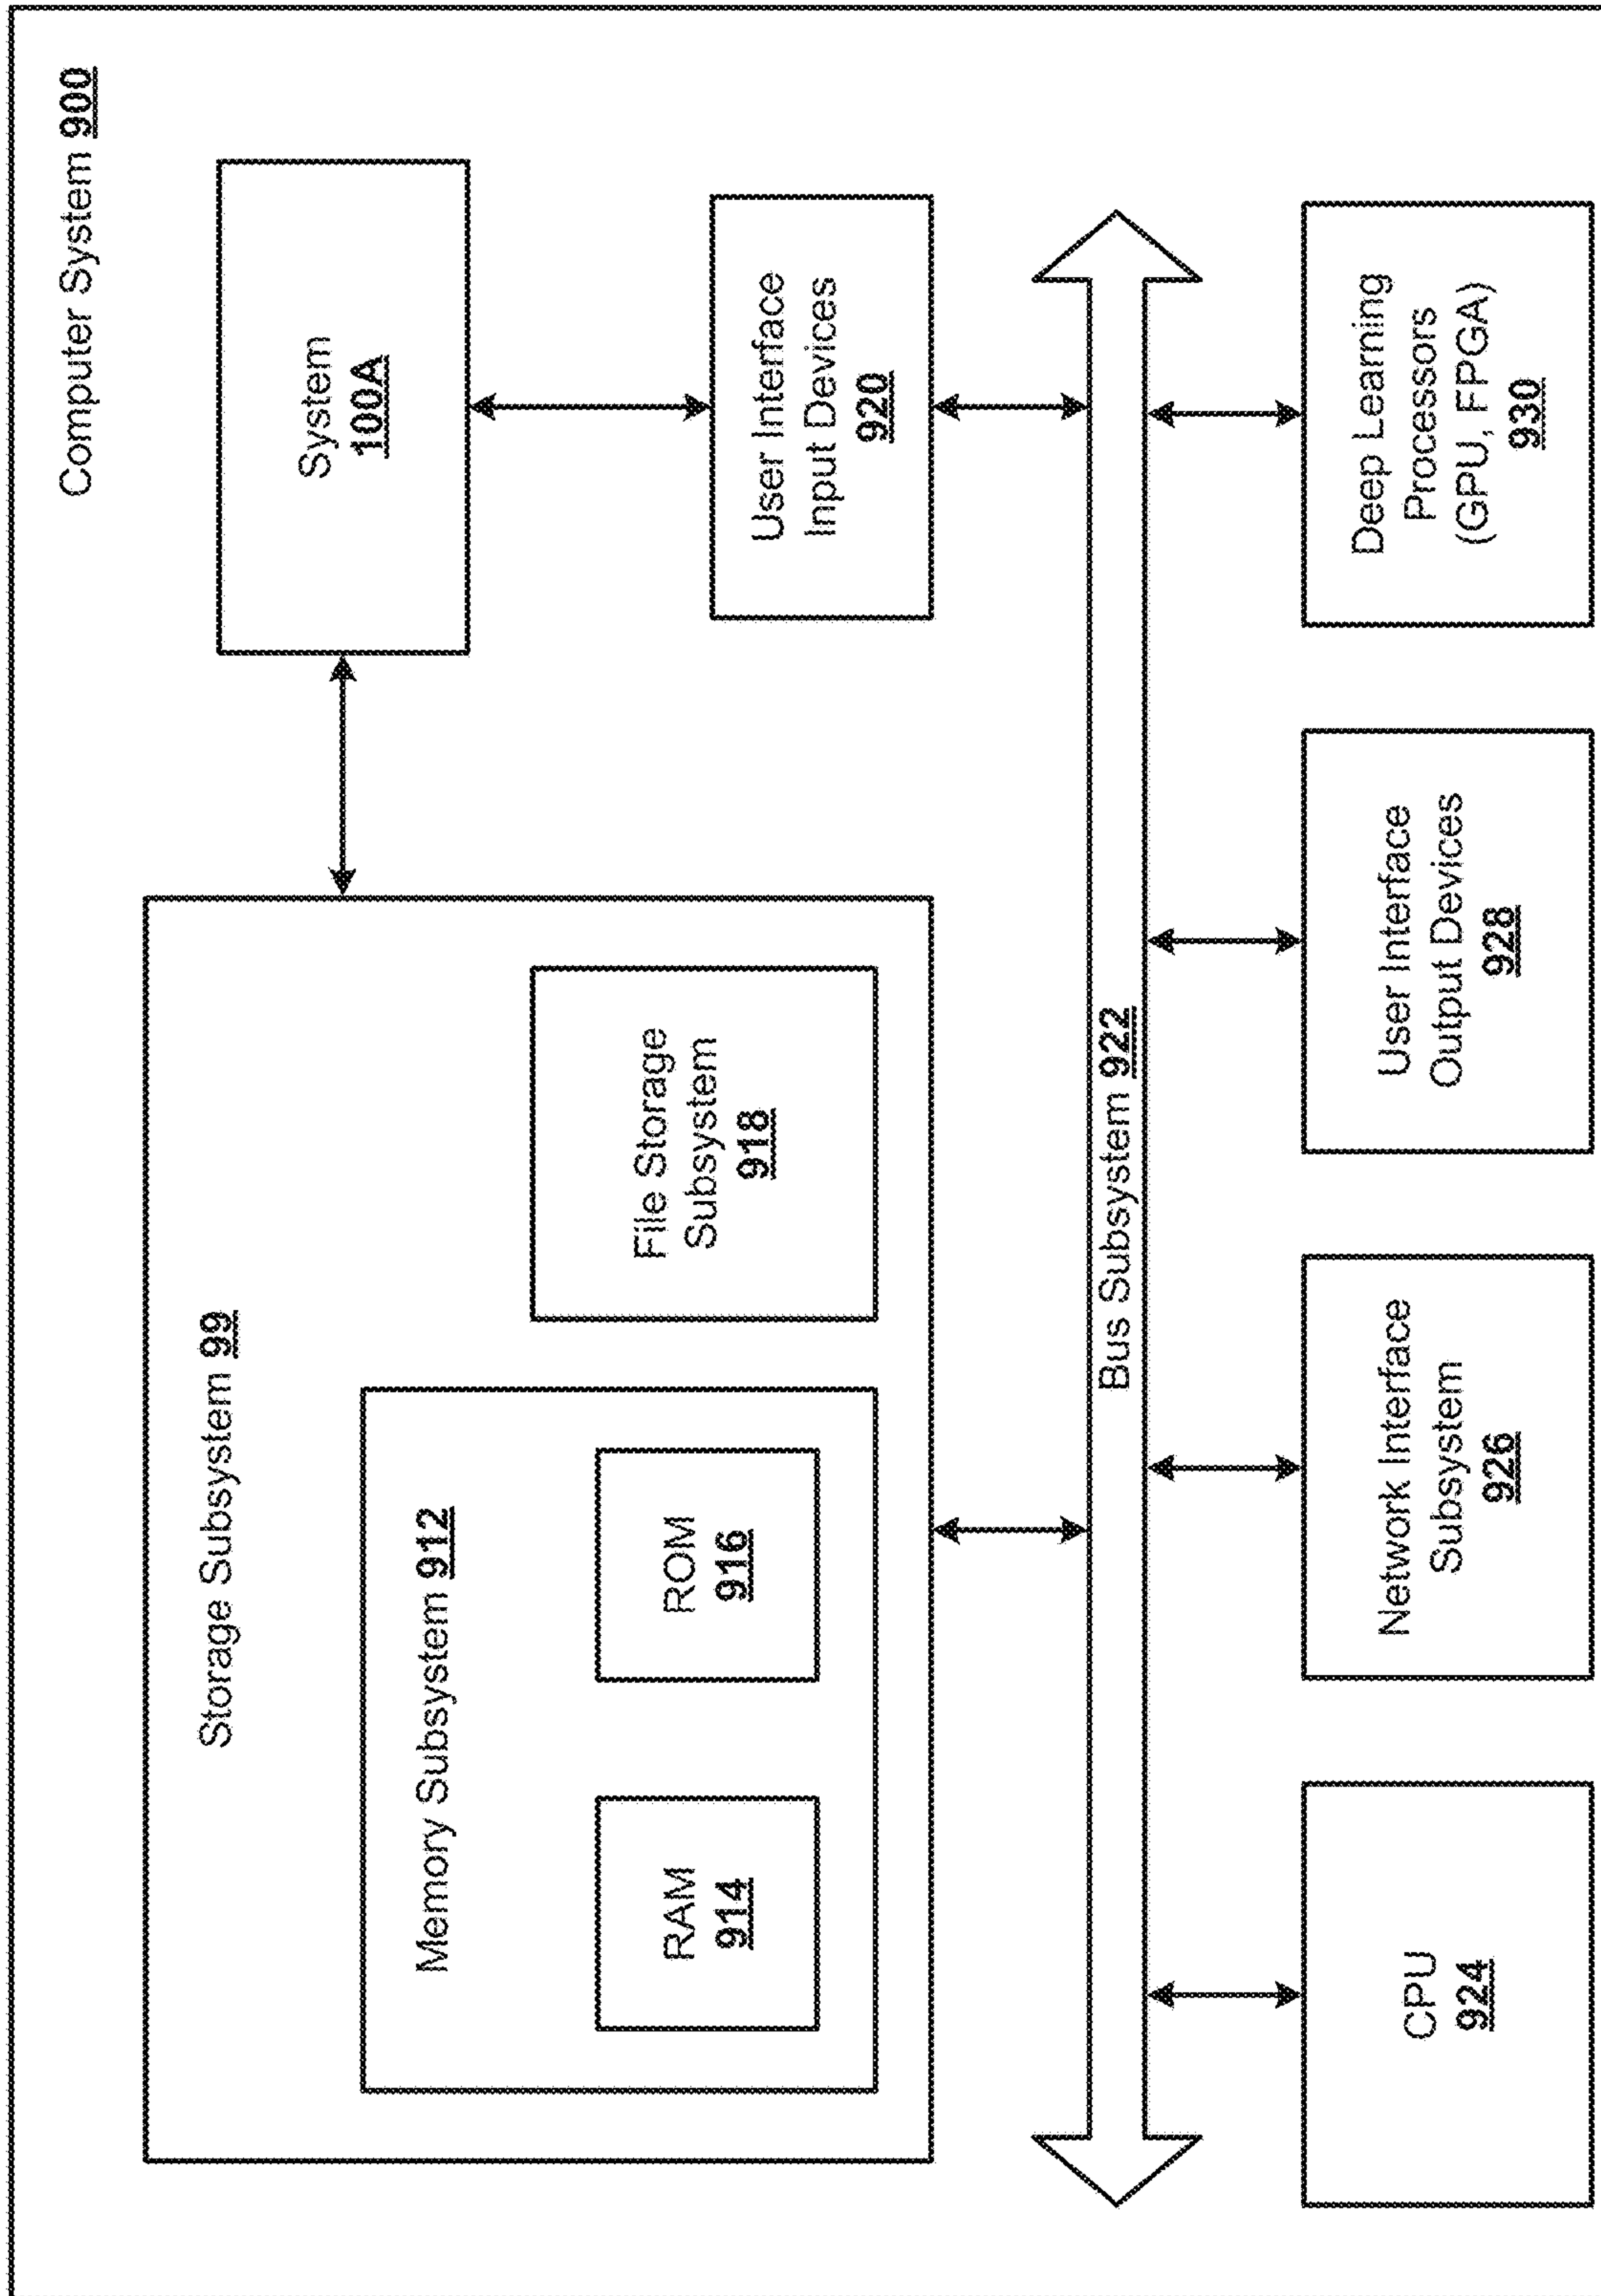 Computer System 900
Storage Subsystem 99
System
100A
Memory Subsystem 912
File Storage
Subsystem
918
RAM
914
ROM
916
User Interface
Input Devices
920
Bus Subsystem 922
CPU
924
Network Interface
Subsystem
926
User Interface
Output Devices
928
Deep Learning
Processors
(GPU, FPGA)
930